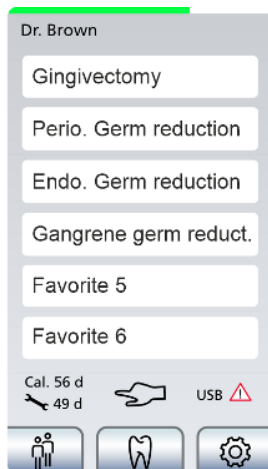 Dr. Brown
Gingivectomy
Perio. Germ reduction
Endo. Germ reduction
Gangrene germ reduct.
Favorite 5
Favorite 6
Cal. 56 d
49 d
USB